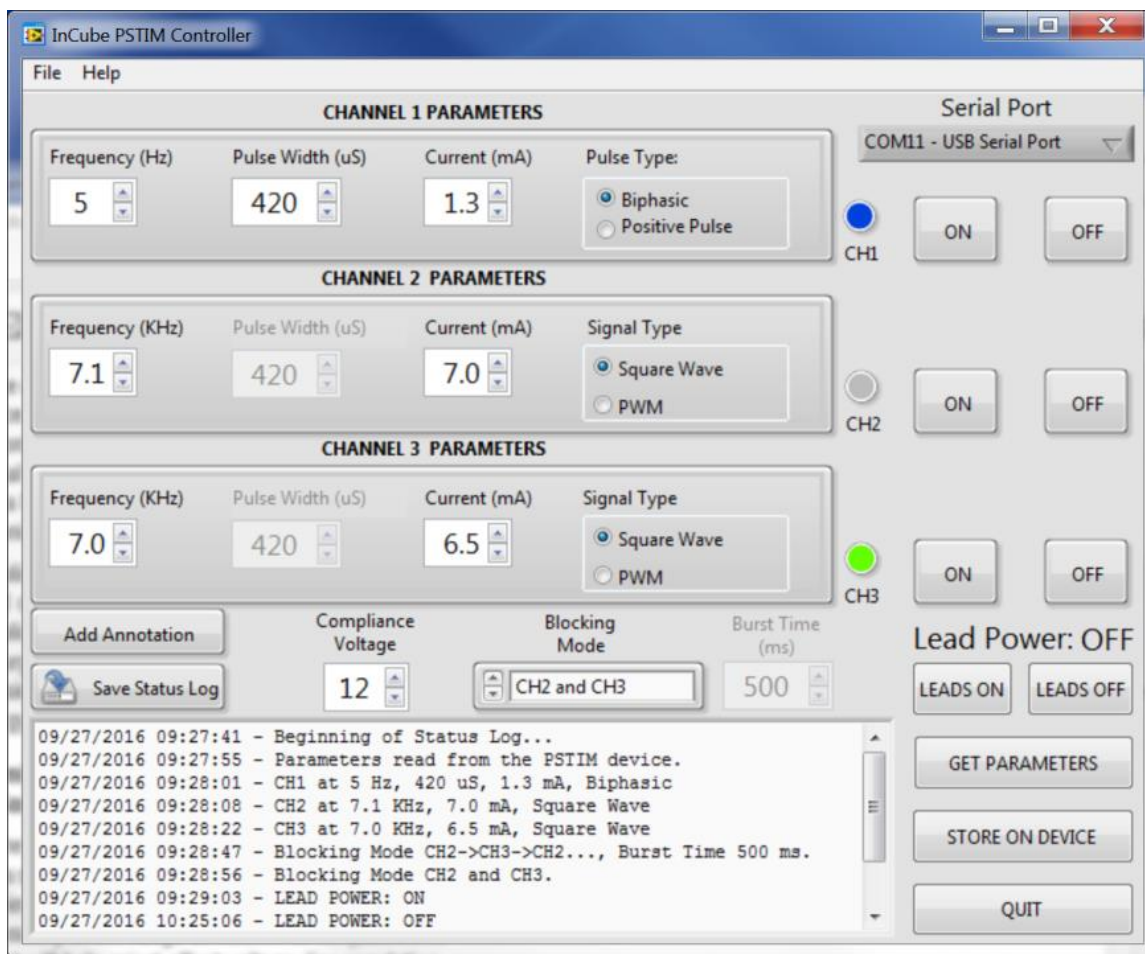 InCube PSTIM Controller
File Help
CHANNEL 1 PARAMETERS
Serial Port
COM11 - USB Serial Port
Frequency (Hz) Pulse Width (uS) Current (mA) Pulse Type:
5 420 1.3
Biphasic
Positive Pulse
CH1
ON OFF
CHANNEL 2 PARAMETERS
Frequency (KHz) Pulse Width (uS) Current (mA) Signal Type
7.1 420 7.0
Square Wave
PWM
CH2
ON OFF
CHANNEL 3 PARAMETERS
Frequency (KHz) Pulse Width (uS) Current (mA) Signal Type
7.0 420 6.5
Square Wave
PWM
CH3
ON OFF
Add Annotation
Save Status Log
Compliance
Voltage
12
Blocking
Mode
CH2 and CH3
Burst Time
(ms)
500
Lead Power: OFF
LEADS ON LEADS OFF
09/27/2016 09:27:41 - Beginning of Status Log...
09/27/2016 09:27:55 - Parameters read from the PSTIM device.
09/27/2016 09:28:01 - CH1 at 5 Hz, 420 uS, 1.3 mA, Biphasic
09/27/2016 09:28:08 - CH2 at 7.1 KHz, 7.0 mA, Square Wave
09/27/2016 09:28:22 - CH3 at 7.0 KHz, 6.5 mA, Square Wave
09/27/2016 09:28:47 - Blocking Mode CH2->CH3->CH2..., Burst Time 500 ms.
09/27/2016 09:28:56 - Blocking Mode CH2 and CH3.
09/27/2016 09:29:03 - LEAD POWER: ON
09/27/2016 10:25:06 - LEAD POWER: OFF
GET PARAMETERS
STORE ON DEVICE
QUIT